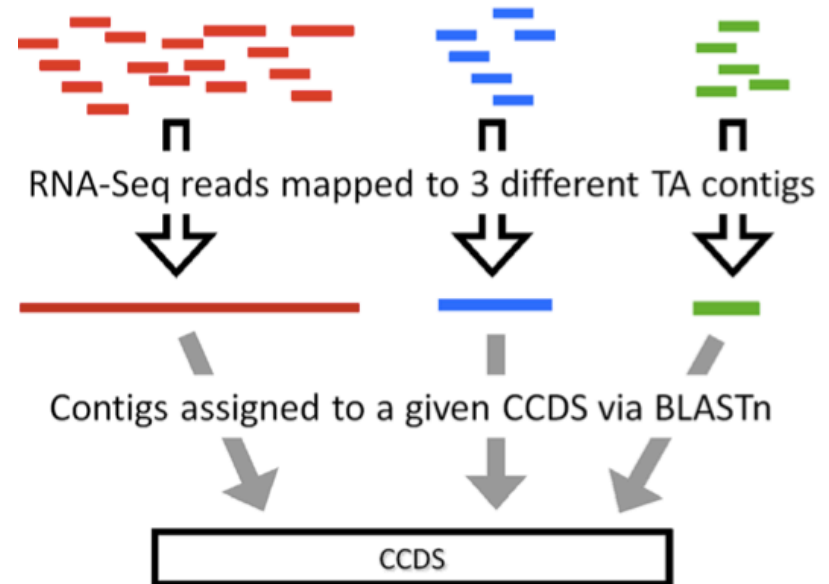 RNA-Seq reads mapped to 3 different TA contigs
Contigs assigned to a given CCDS via BLASTn
CCDS